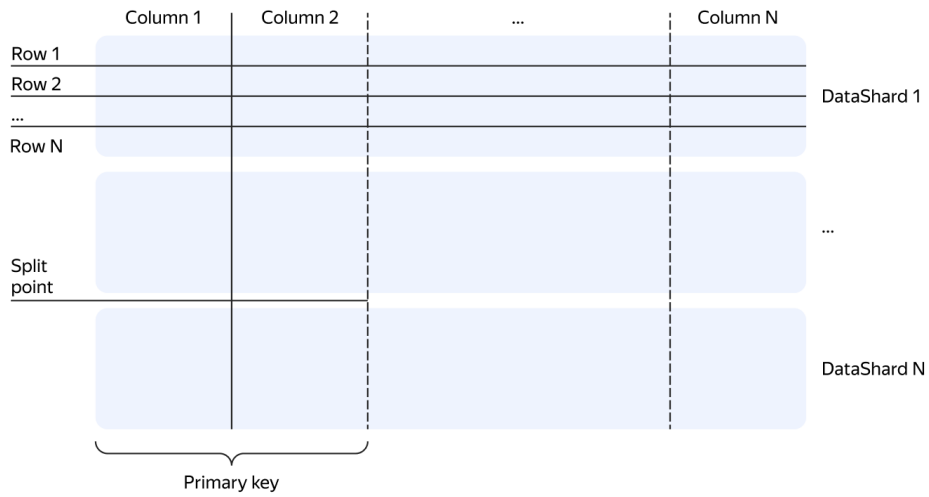 Column 1
Column 2
...
Column N
Row 1
Row 2
...
Row N
DataShard 1
...
Split
point
DataShard N
Primary key